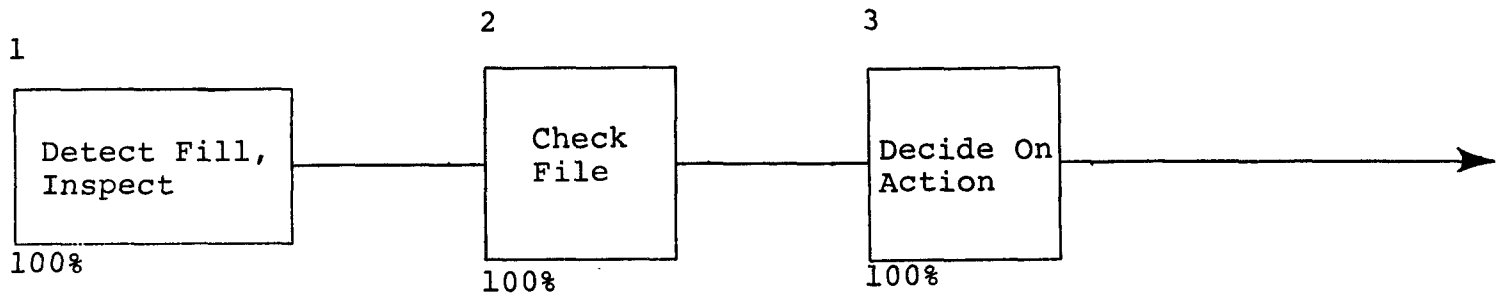 1
2
3
Detect Fill,
Inspect
Check
File
Decide On
Action
100%
100%
100%